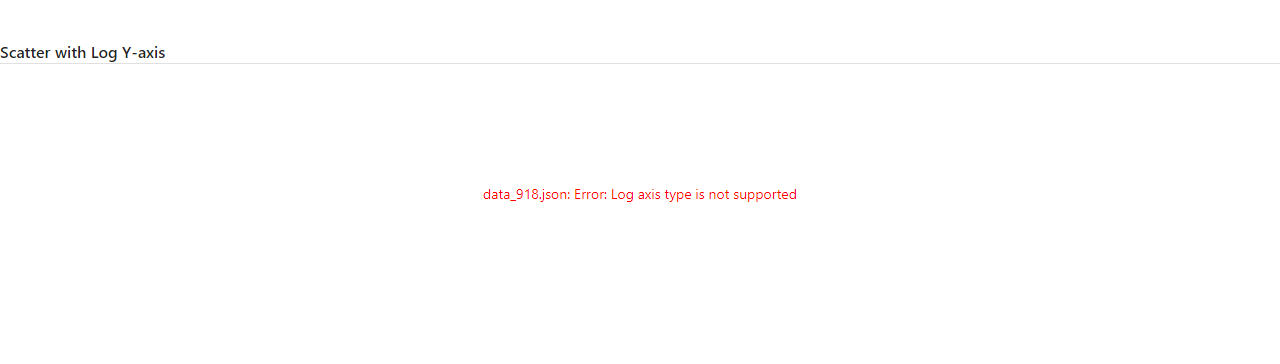 Scatter with Log Y-axis
data_918.json: Error: Log axis type is not supported